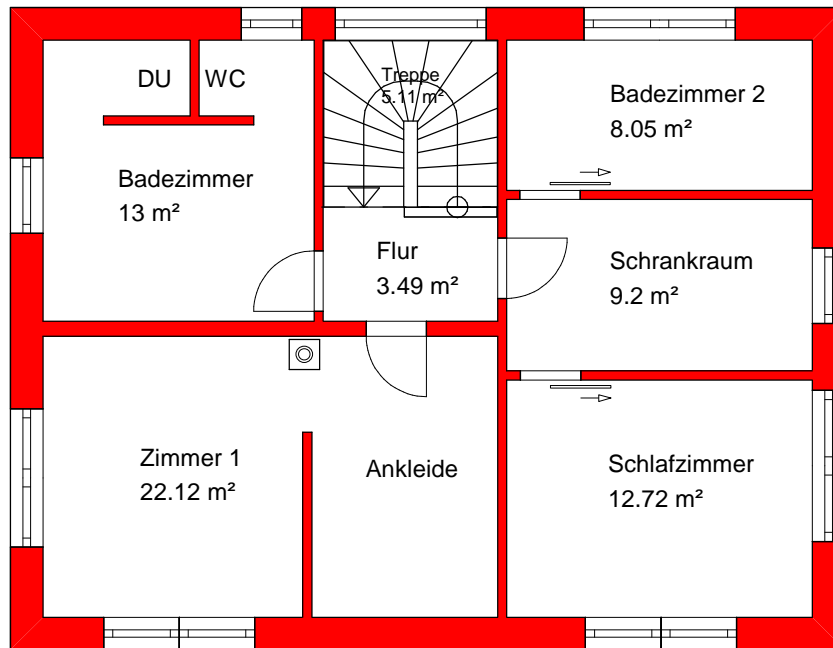 DU
WC
Treppe
5.11 m²
Badezimmer 2
8.05 m²
Badezimmer
13 m²
Flur
3.49 m²
Schrankraum
9.2 m²
Zimmer 1
22.12 m²
Ankleide
Schlafzimmer
12.72 m²